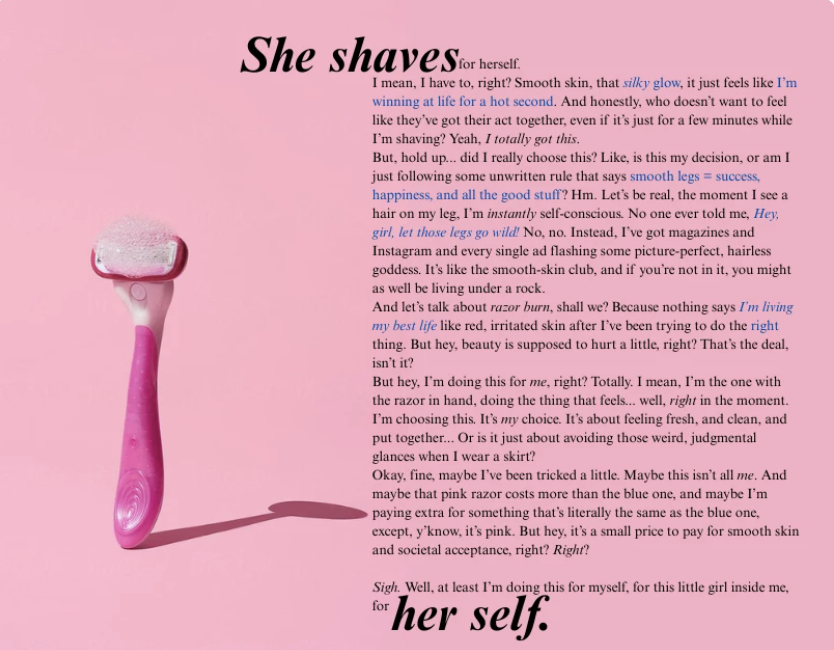 She shaves for herself.
I mean, I have to, right? Smooth skin, that silky glow, it just feels like I'm
winning at life for a hot second. And honestly, who doesn't want to feel
like they've got their act together, even if it's just for a few minutes while
I'm shaving? Yeah, I totally got this.
But, hold up... did I really choose this? Like, is this my decision, or am I
just following some unwritten rule that says smooth legs = success,
happiness, and all the good stuff? Hm. Let's be real, the moment I see a
hair on my leg, I'm instantly self-conscious. No one ever told me, Hey,
girl, let those legs go wild! No, no. Instead, I've got magazines and
Instagram and every single ad flashing some picture-perfect, hairless
goddess. It's like the smooth-skin club, and if you're not in it, you might
as well be living under a rock.
And let's talk about razor burn, shall we? Because nothing says I'm living
my best life like red, irritated skin after I've been trying to do the right
thing. But hey, beauty is supposed to hurt a little, right? That's the deal,
isn't it?
But hey, I'm doing this for me, right? Totally. I mean, I'm the one with
the razor in hand, doing the thing that feels... well, right in the moment.
I'm choosing this. It's my choice. It's about feeling fresh, and clean, and
put together... Or is it just about avoiding those weird, judgmental
glances when I wear a skirt?
Okay, fine, maybe I've been tricked a little. Maybe this isn't all me. And
maybe that pink razor costs more than the blue one, and maybe I'm
paying extra for something that's literally the same as the blue one,
except, y'know, it's pink. But hey, it's a small price to pay for smooth skin
and societal acceptance, right? Right?
Sigh. Well, at least I'm doing this for myself, for this little girl inside me,
for her self.